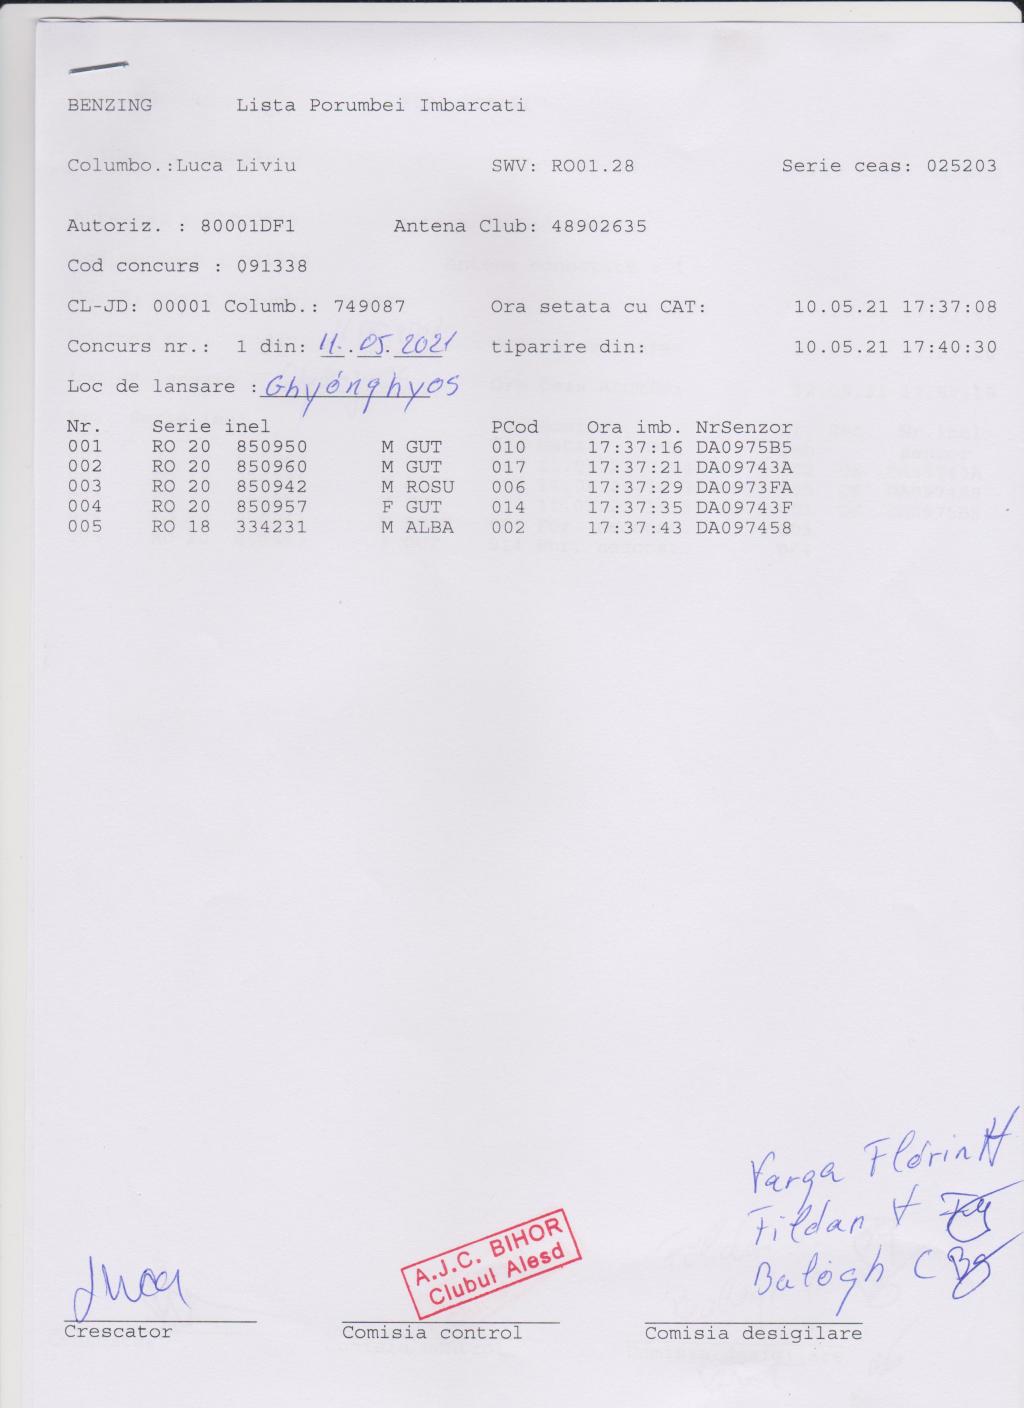 BENZING Lista Porumbei Imbarcati
Columbo.:Luca Liviu SWV: RO01.28 Serie ceas: 025203
Autoriz. : 80001DF1 Antena Club: 48902635
Cod concurs : 091338
CL-JD: 00001 Columb.: 749087 Ora setata cu CAT: 10.05.21 17:37:08
Concurs nr.: 1 din: 11.05.2021 tiparire din: 10.05.21 17:40:30
Loc de lansare : Ghyónghyos
Nr. Serie inel PCod Ora imb. NrSenzor
001 RO 20 850950 M GUT 010 17:37:16 DA0975B5
002 RO 20 850960 M GUT 017 17:37:21 DA09743A
003 RO 20 850942 M ROSU 006 17:37:29 DA0973FA
004 RO 20 850957 F GUT 014 17:37:35 DA09743F
005 RO 18 334231 M ALBA 002 17:37:43 DA097458
Varga Florin
Fildan
Balogh C
A.J.C. BIHOR
Clubul Alesd
Luca
Crescator Comisia control Comisia desigilare